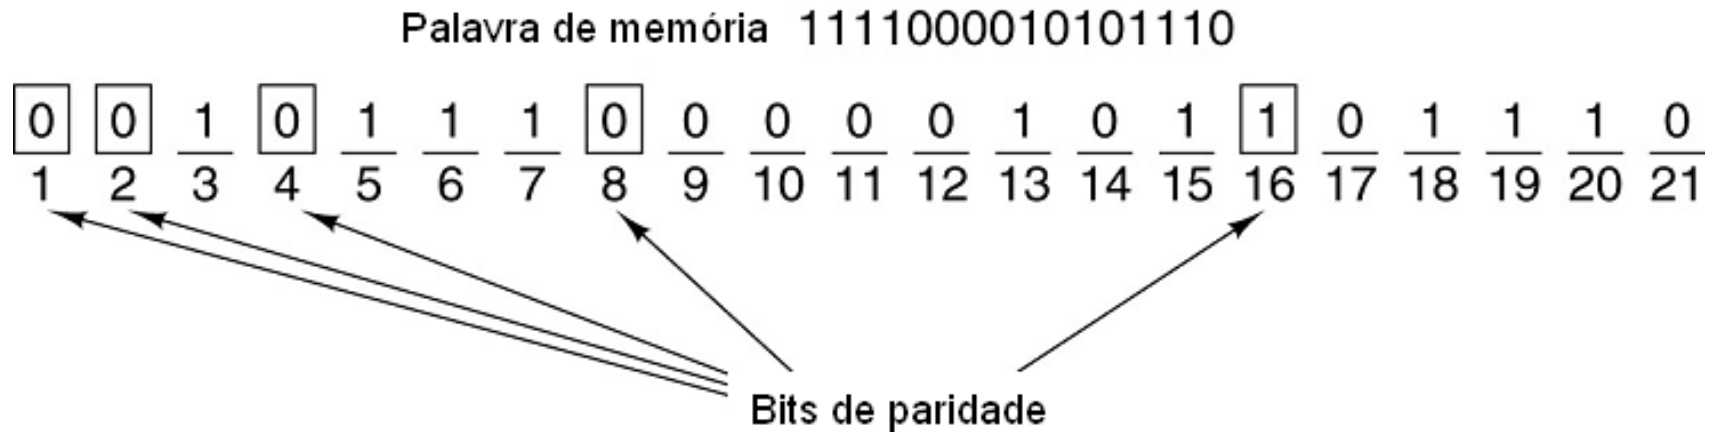 Palavra de memória 1111000010101110
0 0 1 0 1 1 1 0 0 0 0 0 1 0 1 1 0 1 1 1 0
1 2 3 4 5 6 7 8 9 10 11 12 13 14 15 16 17 18 19 20 21
Bits de paridade